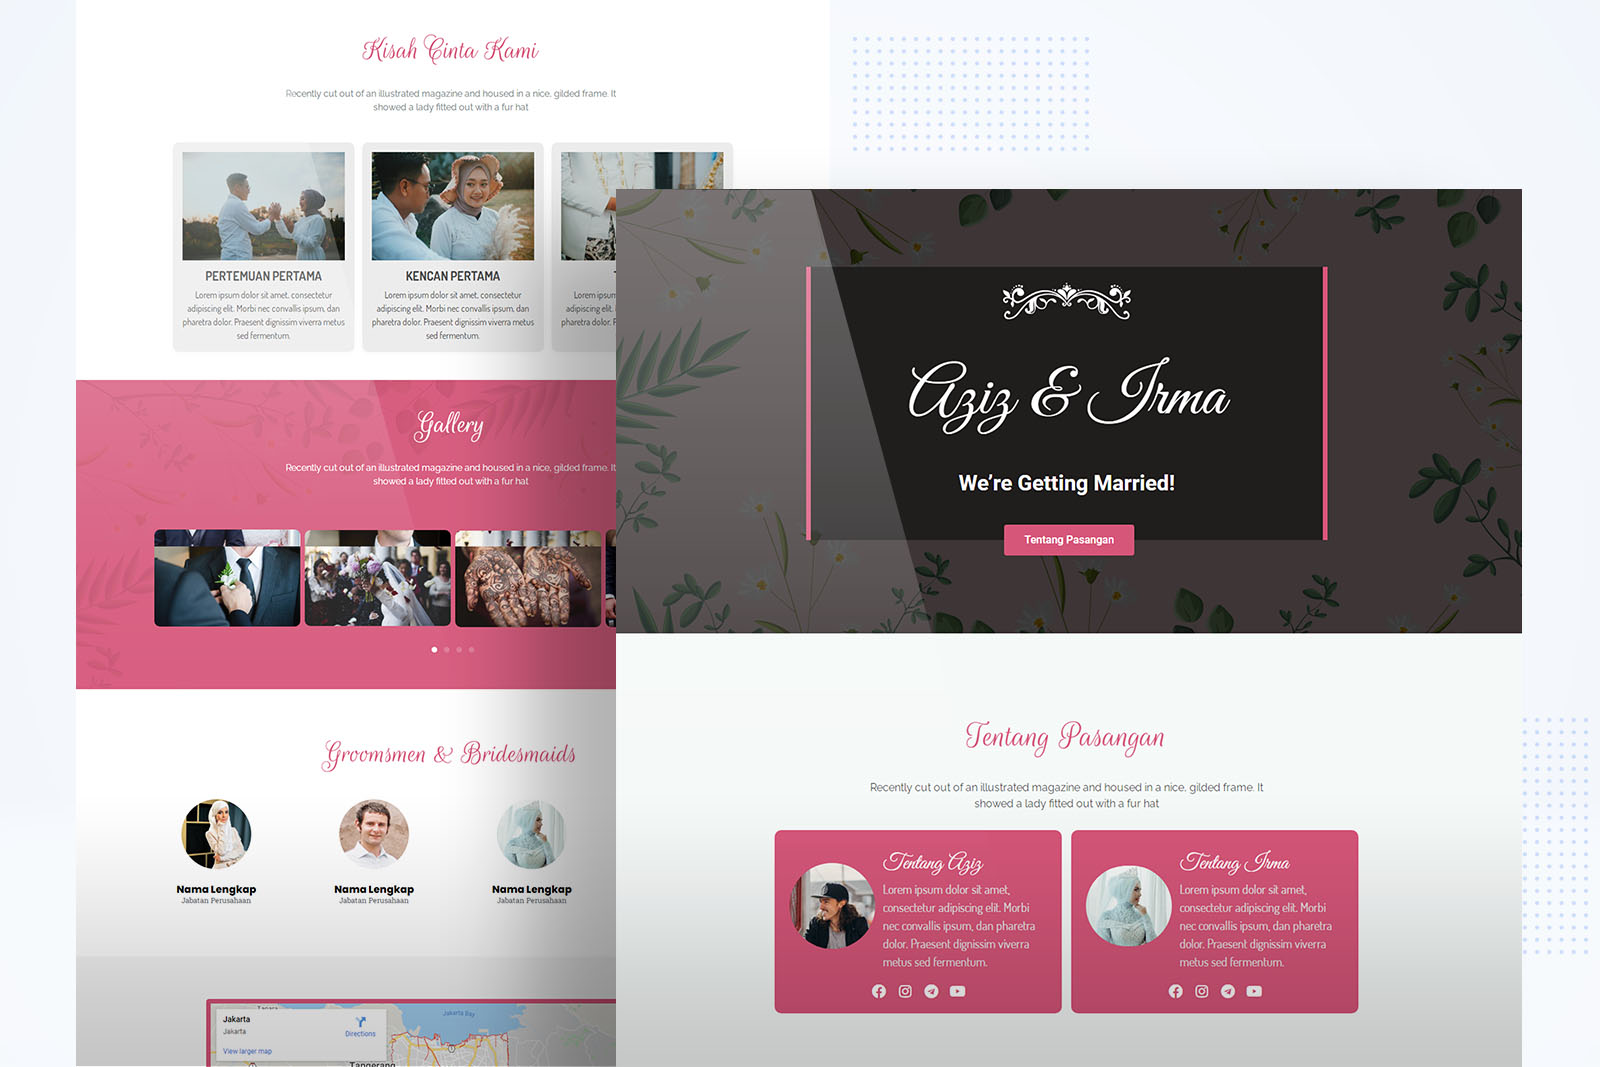 Kisah Cinta Kami
Recently cut out of an illustrated magazine and housed in a nice, gilded frame. It
showed a lady fitted out with a fur hat
PERTEMUAN PERTAMA
Lorem ipsum dolor sit amet, consectetur
adipiscing elit. Morbi nec convallis ipsum, dan
pharetra dolor. Praesent dignissim viverra metus
sed fermentum.
KENCAN PERTAMA
Lorem ipsum dolor sit amet, consectetur
adipiscing elit. Morbi nec convallis ipsum, dan
pharetra dolor. Praesent dignissim viverra metus
sed fermentum.
Lorem ipsum
adipiscing elit.
pharetra dolor. P
Gallery
Recently cut out of an illustrated magazine and housed in a nice, gilded frame. It
showed a lady fitted out with a fur hat
Groomsmen & Bridesmaids
Nama Lengkap
Jabatan Perusahaan
Nama Lengkap
Jabatan Perusahaan
Nama Lengkap
Jabatan Perusahaan
Jakarta
Jakarta
Directions
View larger map
Jakarta Bay
Tangerang
Aziz & Irma
We're Getting Married!
Tentang Pasangan
Tentang Pasangan
Recently cut out of an illustrated magazine and housed in a nice, gilded frame. It
showed a lady fitted out with a fur hat
Tentang Aziz
Lorem ipsum dolor sit amet,
consectetur adipiscing elit. Morbi
nec convallis ipsum, dan pharetra
dolor. Praesent dignissim viverra
metus sed fermentum.
Tentang Irma
Lorem ipsum dolor sit amet,
consectetur adipiscing elit. Morbi
nec convallis ipsum, dan pharetra
dolor. Praesent dignissim viverra
metus sed fermentum.